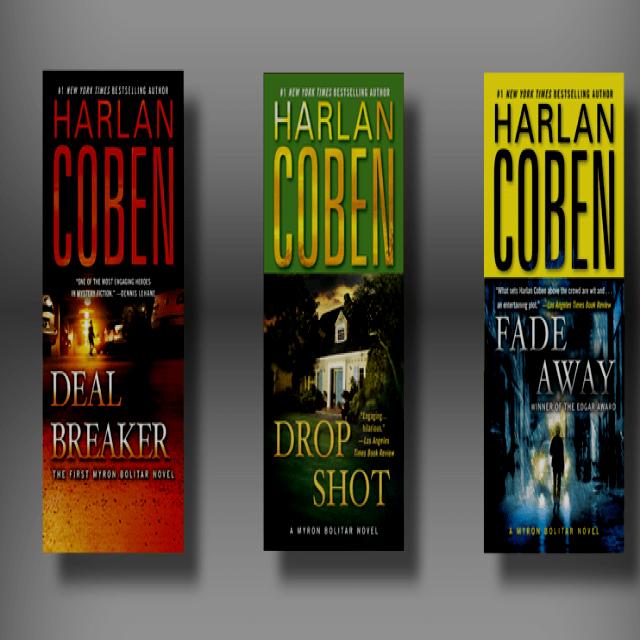 #1 NEW YORK TIMES BESTSELLING AUTHOR
HARLAN
COBEN
"ONE OF THE MOST ENGAGING HEROES
IN MYSTERY FICTION." —DENNIS LEHANE
DEAL
BREAKER
THE FIRST MYRON BOLITAR NOVEL
#1 NEW YORK TIMES BESTSELLING AUTHOR
HARLAN
COBEN
"Engaging...
hilarious."
—Los Angeles
Times Book Review
DROP
SHOT
A MYRON BOLITAR NOVEL
#1 NEW YORK TIMES BESTSELLING AUTHOR
HARLAN
COBEN
"What sets Harlan Coben above the crowd are wit and . . .
an entertaining plot." —Los Angeles Times Book Review
FADE
AWAY
WINNER OF THE EDGAR AWARD
A MYRON BOLITAR NOVEL